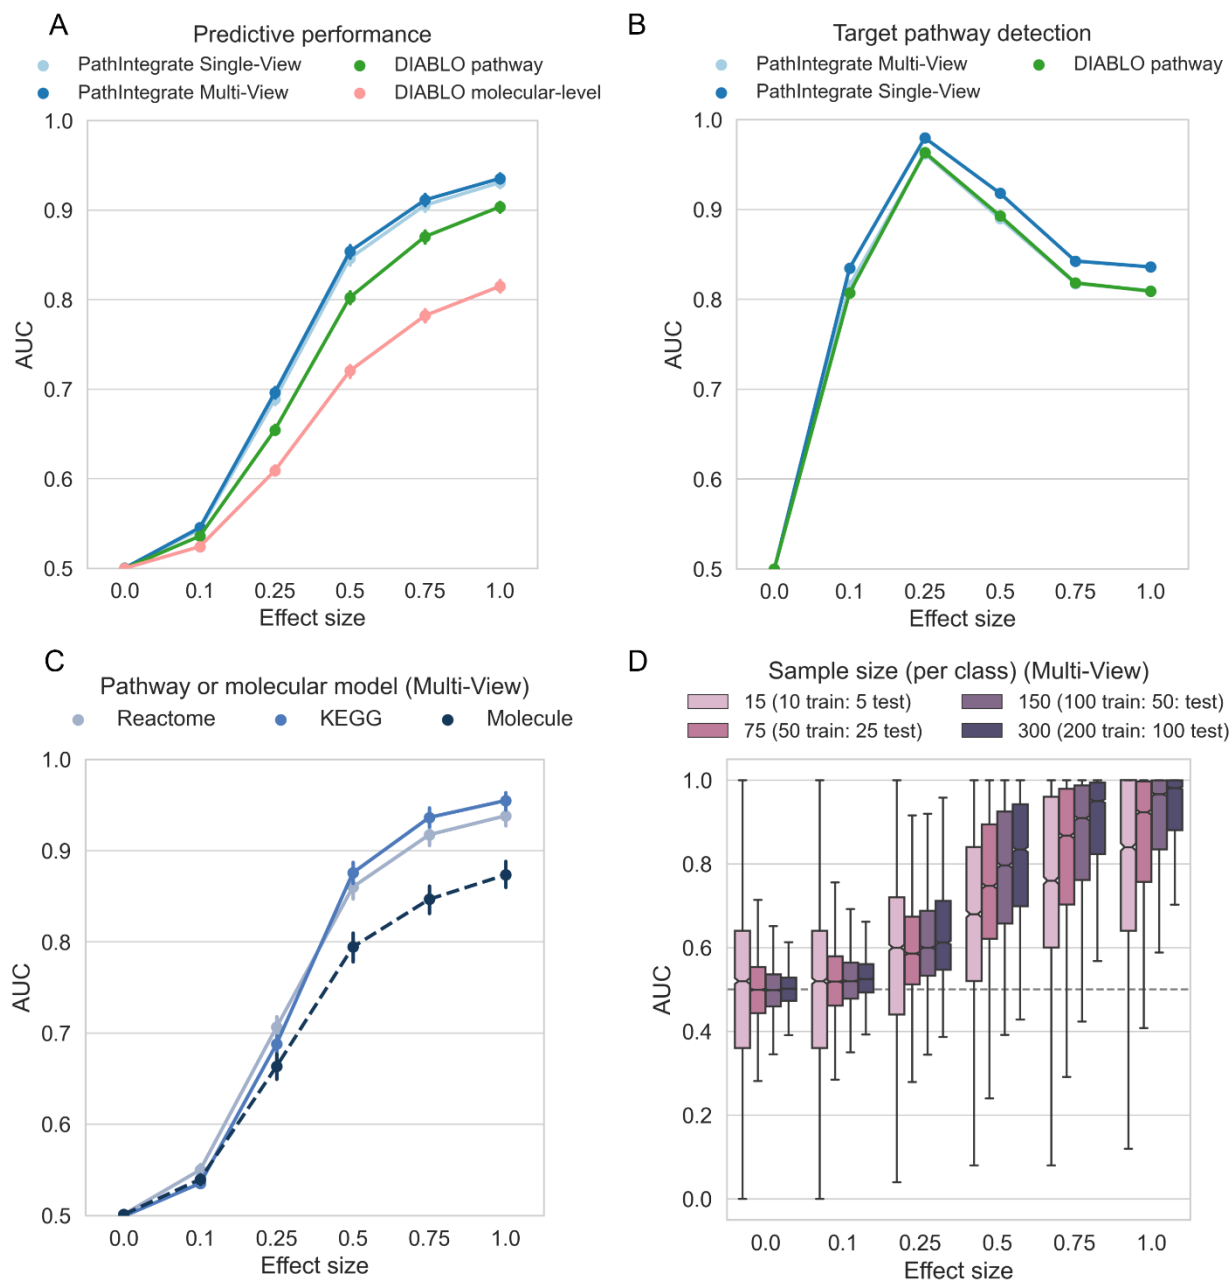 A
Predictive performance
PathIntegrate Single-View
DIABLO pathway
PathIntegrate Multi-View
DIABLO molecular-level
1.0
0.9
0.8
0.7
0.6
0.5
AUC
0.0 0.1 0.25 0.5 0.75 1.0
Effect size
B
Target pathway detection
PathIntegrate Multi-View
DIABLO pathway
PathIntegrate Single-View
1.0
0.9
0.8
0.7
0.6
0.5
AUC
0.0 0.1 0.25 0.5 0.75 1.0
Effect size
C
Pathway or molecular model (Multi-View)
Reactome KEGG Molecule
1.0
0.9
0.8
0.7
0.6
0.5
AUC
0.0 0.1 0.25 0.5 0.75 1.0
Effect size
D
Sample size (per class) (Multi-View)
15 (10 train: 5 test)
150 (100 train: 50: test)
75 (50 train: 25 test)
300 (200 train: 100 test)
1.0
0.8
0.6
0.4
0.2
0.0
AUC
0.0 0.1 0.25 0.5 0.75 1.0
Effect size